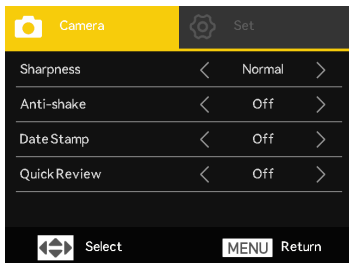 Camera Set
Sharpness Normal
Anti-shake Off
Date Stamp Off
Quick Review Off
Select MENU Return